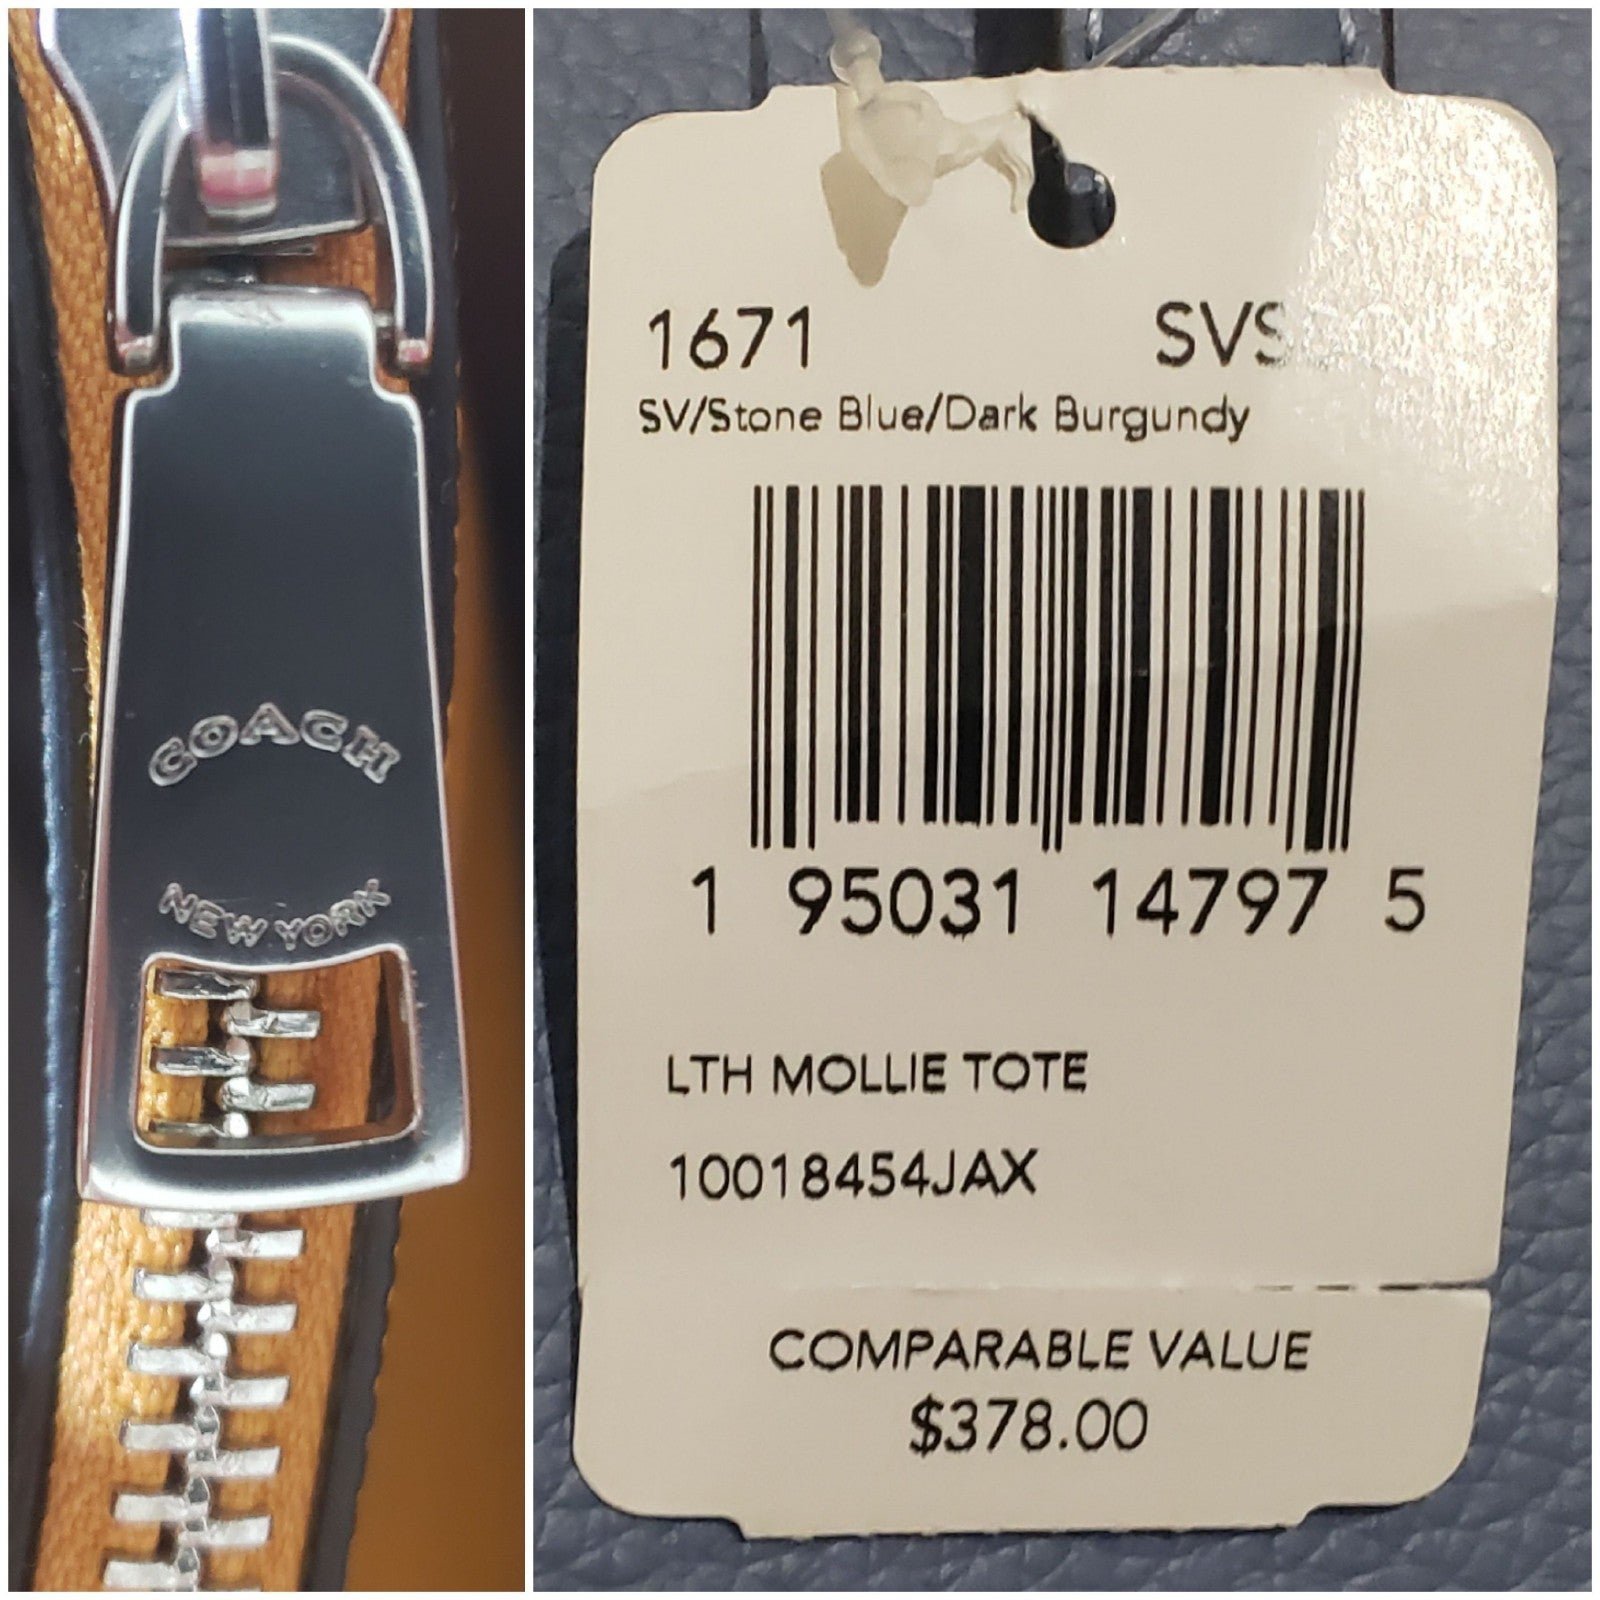 COACH
NEW YORK
1671
SV/Stone Blue/Dark Burgundy
1 95031 14797 5
LTH MOLLIE TOTE
10018454JAX
COMPARABLE VALUE
$378.00